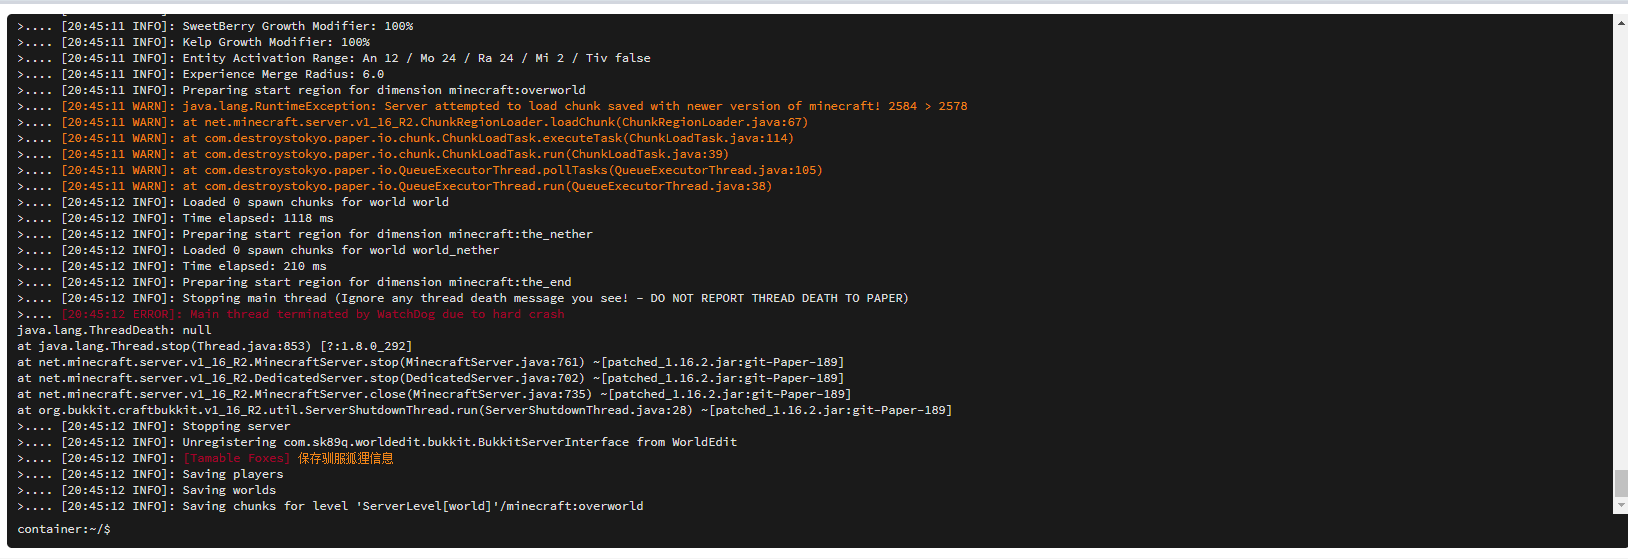 >.... [20:45:11 INFO]: SweetBerry Growth Modifier: 100%
>.... [20:45:11 INFO]: Kelp Growth Modifier: 100%
>.... [20:45:11 INFO]: Entity Activation Range: An 12 / Mo 24 / Ra 24 / Mi 2 / Tiv false
>.... [20:45:11 INFO]: Experience Merge Radius: 6.0
>.... [20:45:11 INFO]: Preparing start region for dimension minecraft:overworld
>.... [20:45:11 WARN]: java.lang.RuntimeException: Server attempted to load chunk saved with newer version of minecraft! 2584 > 2578
>.... [20:45:11 WARN]: at net.minecraft.server.v1_16_R2.ChunkRegionLoader.loadChunk(ChunkRegionLoader.java:67)
>.... [20:45:11 WARN]: at com.destroystokyo.paper.io.chunk.ChunkLoadTask.executeTask(ChunkLoadTask.java:114)
>.... [20:45:11 WARN]: at com.destroystokyo.paper.io.chunk.ChunkLoadTask.run(ChunkLoadTask.java:39)
>.... [20:45:11 WARN]: at com.destroystokyo.paper.io.QueueExecutorThread.pollTasks(QueueExecutorThread.java:105)
>.... [20:45:11 WARN]: at com.destroystokyo.paper.io.QueueExecutorThread.run(QueueExecutorThread.java:38)
>.... [20:45:12 INFO]: Loaded 0 spawn chunks for world world
>.... [20:45:12 INFO]: Time elapsed: 1118 ms
>.... [20:45:12 INFO]: Preparing start region for dimension minecraft:the_nether
>.... [20:45:12 INFO]: Loaded 0 spawn chunks for world world_nether
>.... [20:45:12 INFO]: Time elapsed: 210 ms
>.... [20:45:12 INFO]: Preparing start region for dimension minecraft:the_end
>.... [20:45:12 INFO]: Stopping main thread (Ignore any thread death message you see! - DO NOT REPORT THREAD DEATH TO PAPER)
>.... [20:45:12 ERROR]: Main thread terminated by WatchDog due to hard crash
java.lang.ThreadDeath: null
at java.lang.Thread.stop(Thread.java:853) [?:1.8.0_292]
at net.minecraft.server.v1_16_R2.MinecraftServer.stop(MinecraftServer.java:761) ~[patched_1.16.2.jar:git-Paper-189]
at net.minecraft.server.v1_16_R2.DedicatedServer.stop(DedicatedServer.java:702) ~[patched_1.16.2.jar:git-Paper-189]
at net.minecraft.server.v1_16_R2.MinecraftServer.close(MinecraftServer.java:735) ~[patched_1.16.2.jar:git-Paper-189]
at org.bukkit.craftbukkit.v1_16_R2.util.ServerShutdownThread.run(ServerShutdownThread.java:28) ~[patched_1.16.2.jar:git-Paper-189]
>.... [20:45:12 INFO]: Stopping server
>.... [20:45:12 INFO]: Unregistering com.sk89q.worldedit.bukkit.BukkitServerInterface from WorldEdit
>.... [20:45:12 INFO]: [Tamable Foxes] 保存驯服狐狸信息
>.... [20:45:12 INFO]: Saving players
>.... [20:45:12 INFO]: Saving worlds
>.... [20:45:12 INFO]: Saving chunks for level 'ServerLevel[world]'/minecraft:overworld
container:~/$